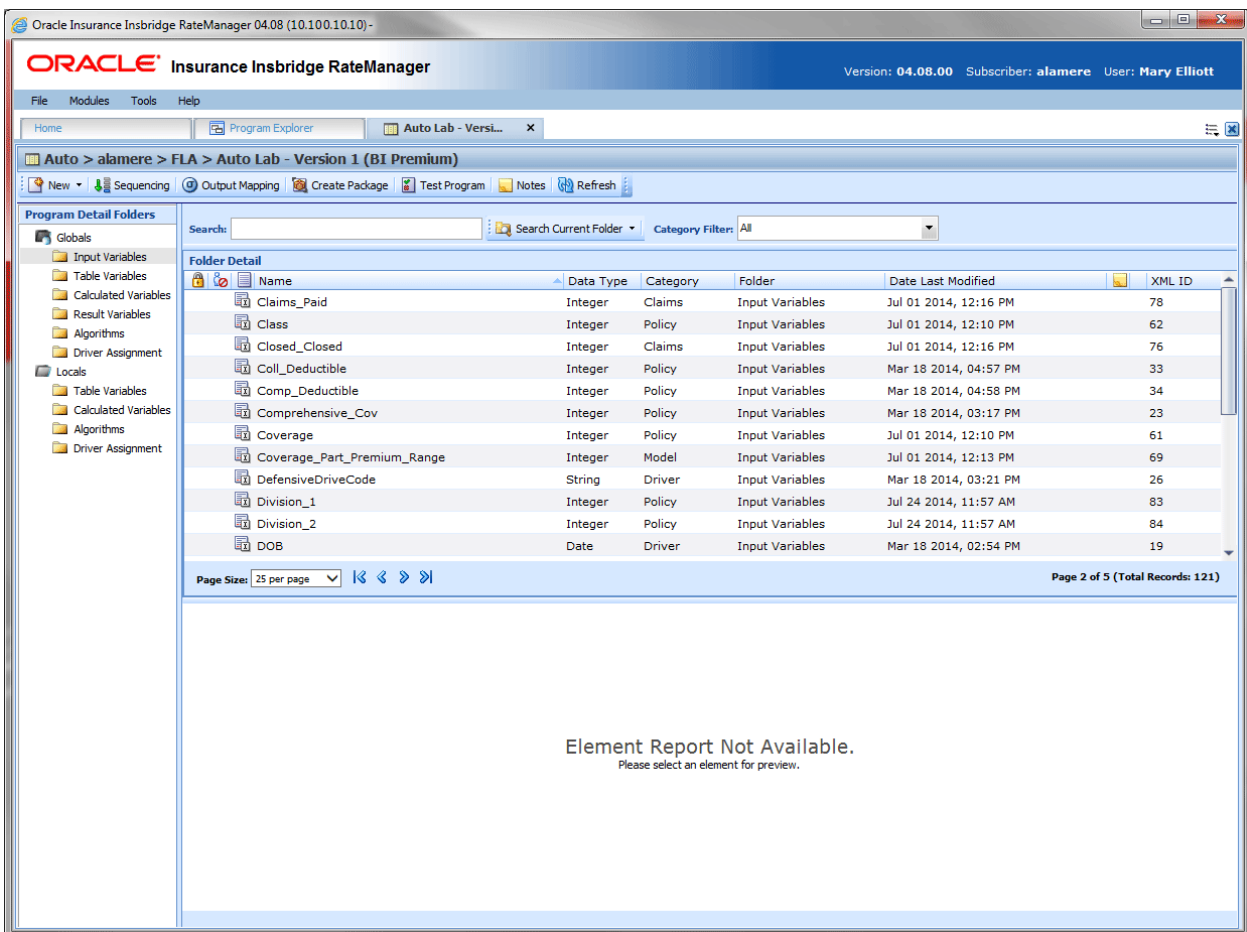 Oracle Insurance Insbridge RateManager 04.08 (10.100.10.10) -
ORACLE Insurance Insbridge RateManager
Version: 04.08.00 Subscriber: alamere User: Mary Elliott
File Modules Tools Help
Home Program Explorer Auto Lab - Versi... x
Auto > alamere > FLA > Auto Lab - Version 1 (BI Premium)
New Sequencing Output Mapping Create Package Test Program Notes Refresh
Program Detail Folders
Globals
Input Variables
Table Variables
Calculated Variables
Result Variables
Algorithms
Driver Assignment
Locals
Table Variables
Calculated Variables
Algorithms
Driver Assignment
Search: Search Current Folder Category Filter: All
Folder Detail
Name Data Type Category Folder Date Last Modified XML ID
Claims_Paid Integer Claims Input Variables Jul 01 2014, 12:16 PM 78
Class Integer Policy Input Variables Jul 01 2014, 12:10 PM 62
Closed_Closed Integer Claims Input Variables Jul 01 2014, 12:16 PM 76
Coll_Deductible Integer Policy Input Variables Mar 18 2014, 04:57 PM 33
Comp_Deductible Integer Policy Input Variables Mar 18 2014, 04:58 PM 34
Comprehensive_Cov Integer Policy Input Variables Mar 18 2014, 03:17 PM 23
Coverage Integer Policy Input Variables Jul 01 2014, 12:10 PM 61
Coverage_Part_Premium_Range Integer Model Input Variables Jul 01 2014, 12:13 PM 69
DefensiveDriveCode String Driver Input Variables Mar 18 2014, 03:21 PM 26
Division_1 Integer Policy Input Variables Jul 24 2014, 11:57 AM 83
Division_2 Integer Policy Input Variables Jul 24 2014, 11:57 AM 84
DOB Date Driver Input Variables Mar 18 2014, 02:54 PM 19
Page Size: 25 per page Page 2 of 5 (Total Records: 121)
Element Report Not Available.
Please select an element for preview.